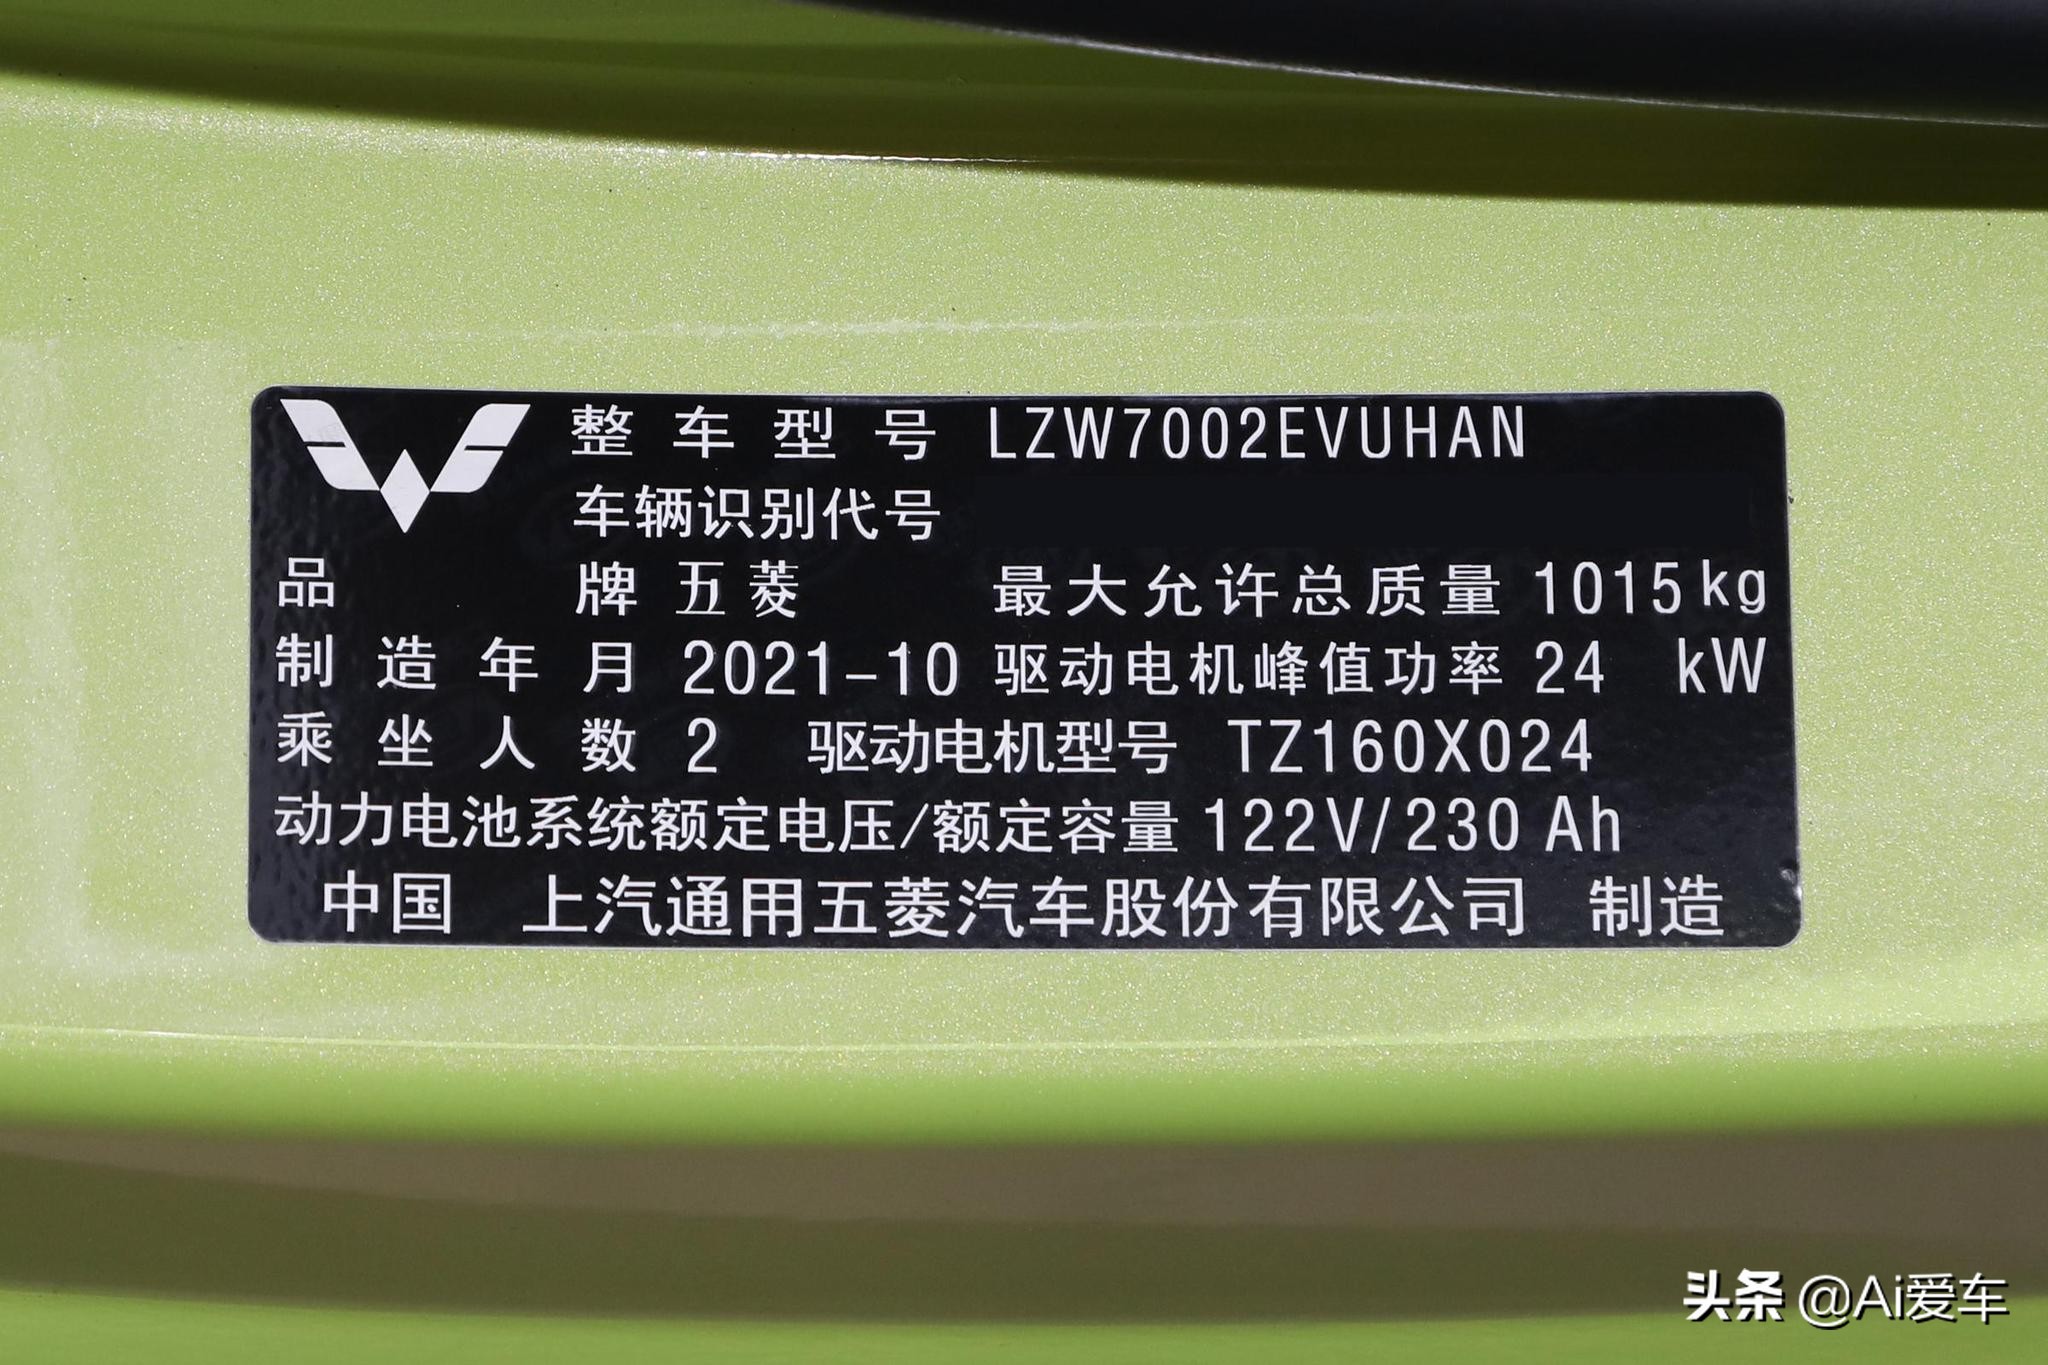 整车型号 LZW7002EVUHAN
车辆识别代号
品牌 五菱 最大允许总质量 1015kg
制造年月 2021-10 驱动电机峰值功率 24 kW
乘坐人数 2 驱动电机型号 TZ160X024
动力电池系统额定电压/额定容量 122V/230 Ah
中国 上汽通用五菱汽车股份有限公司 制造
头条 @Ai爱车